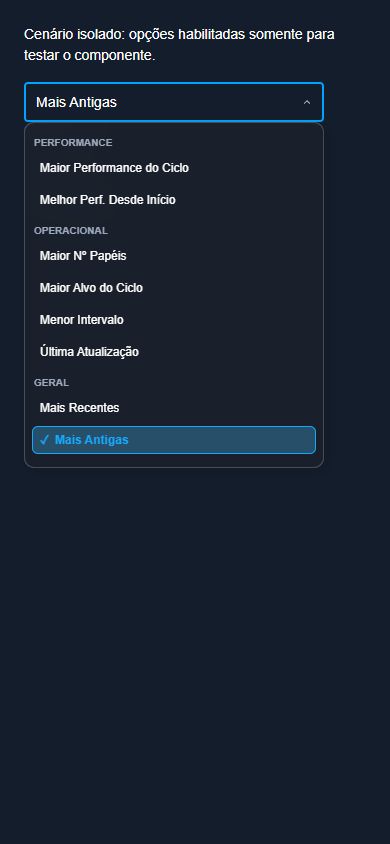 Cenário isolado: opções habilitadas somente para
testar o componente.
Mais Antigas
PERFORMANCE
Maior Performance do Ciclo
Melhor Perf. Desde Início
OPERACIONAL
Maior Nº Papéis
Maior Alvo do Ciclo
Menor Intervalo
Última Atualização
GERAL
Mais Recentes
✓ Mais Antigas